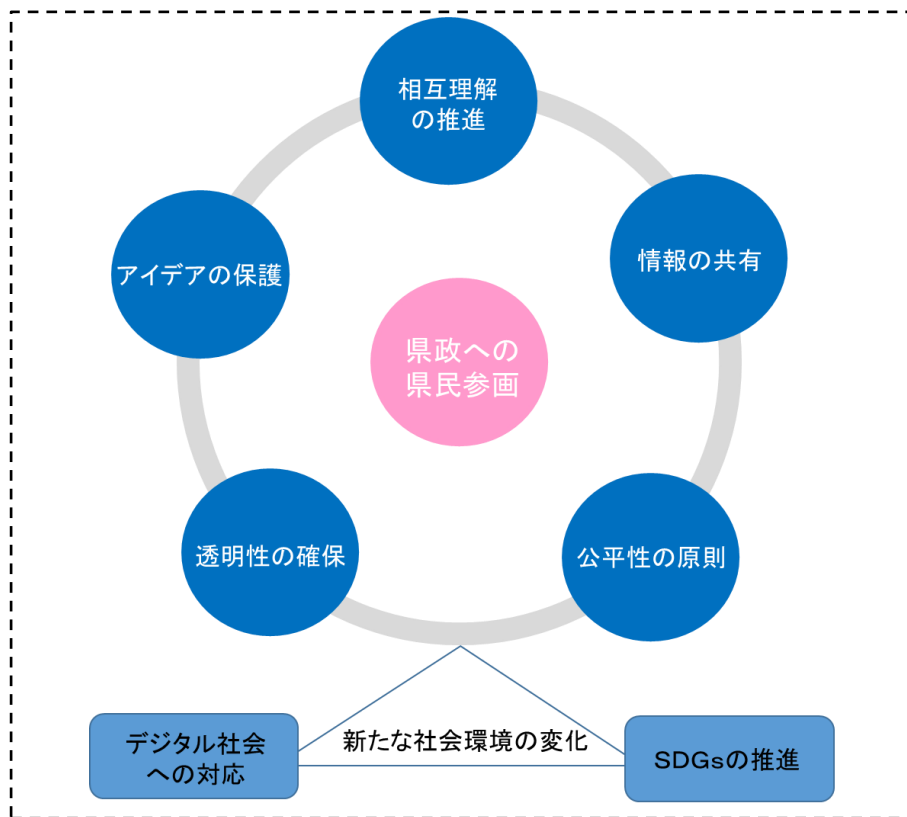 相互理解
の推進
情報の共有
アイデアの保護
県政への
県民参画
透明性の確保
公平性の原則
新たな社会環境の変化
デジタル社会
への対応
SDGsの推進